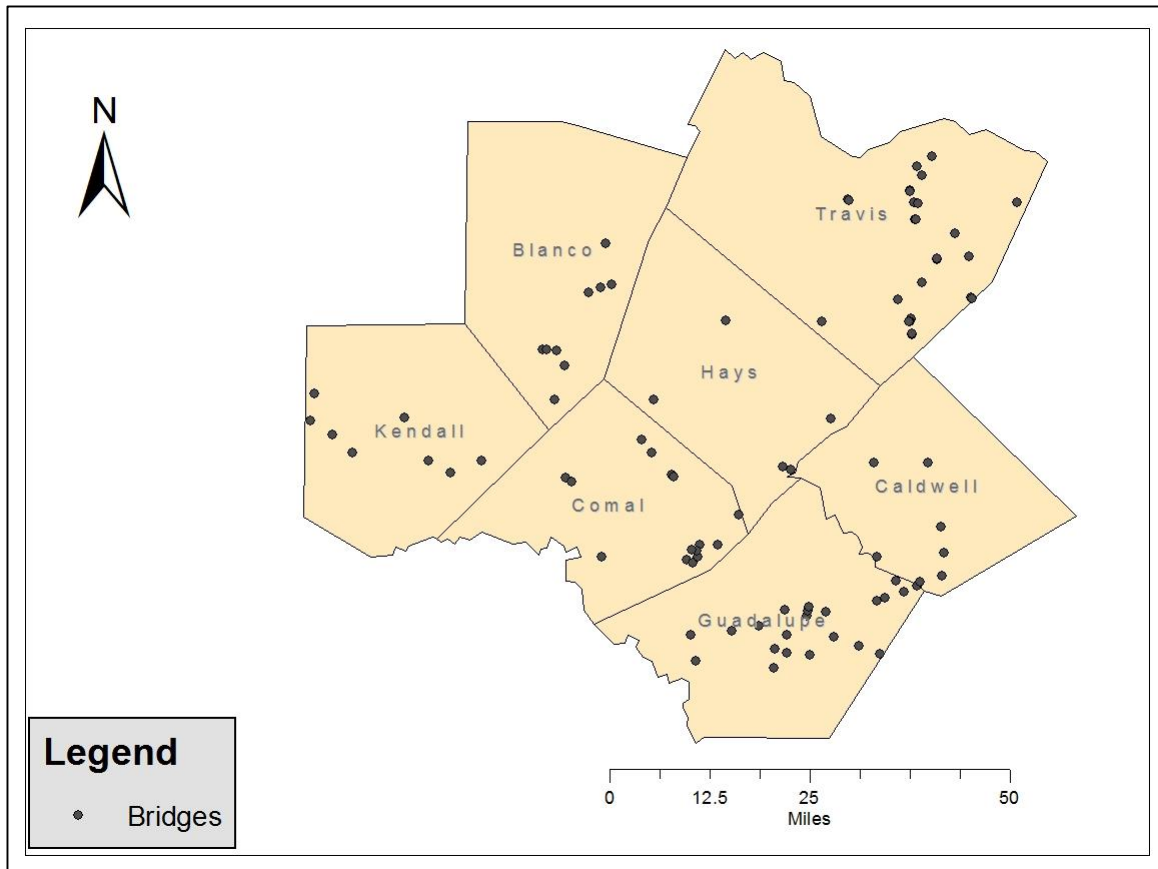 N
Travis
Blanco
Hays
Kendall
Caldwell
Comal
Guadalupe
Legend
Bridges
0 12.5 25 50
Miles